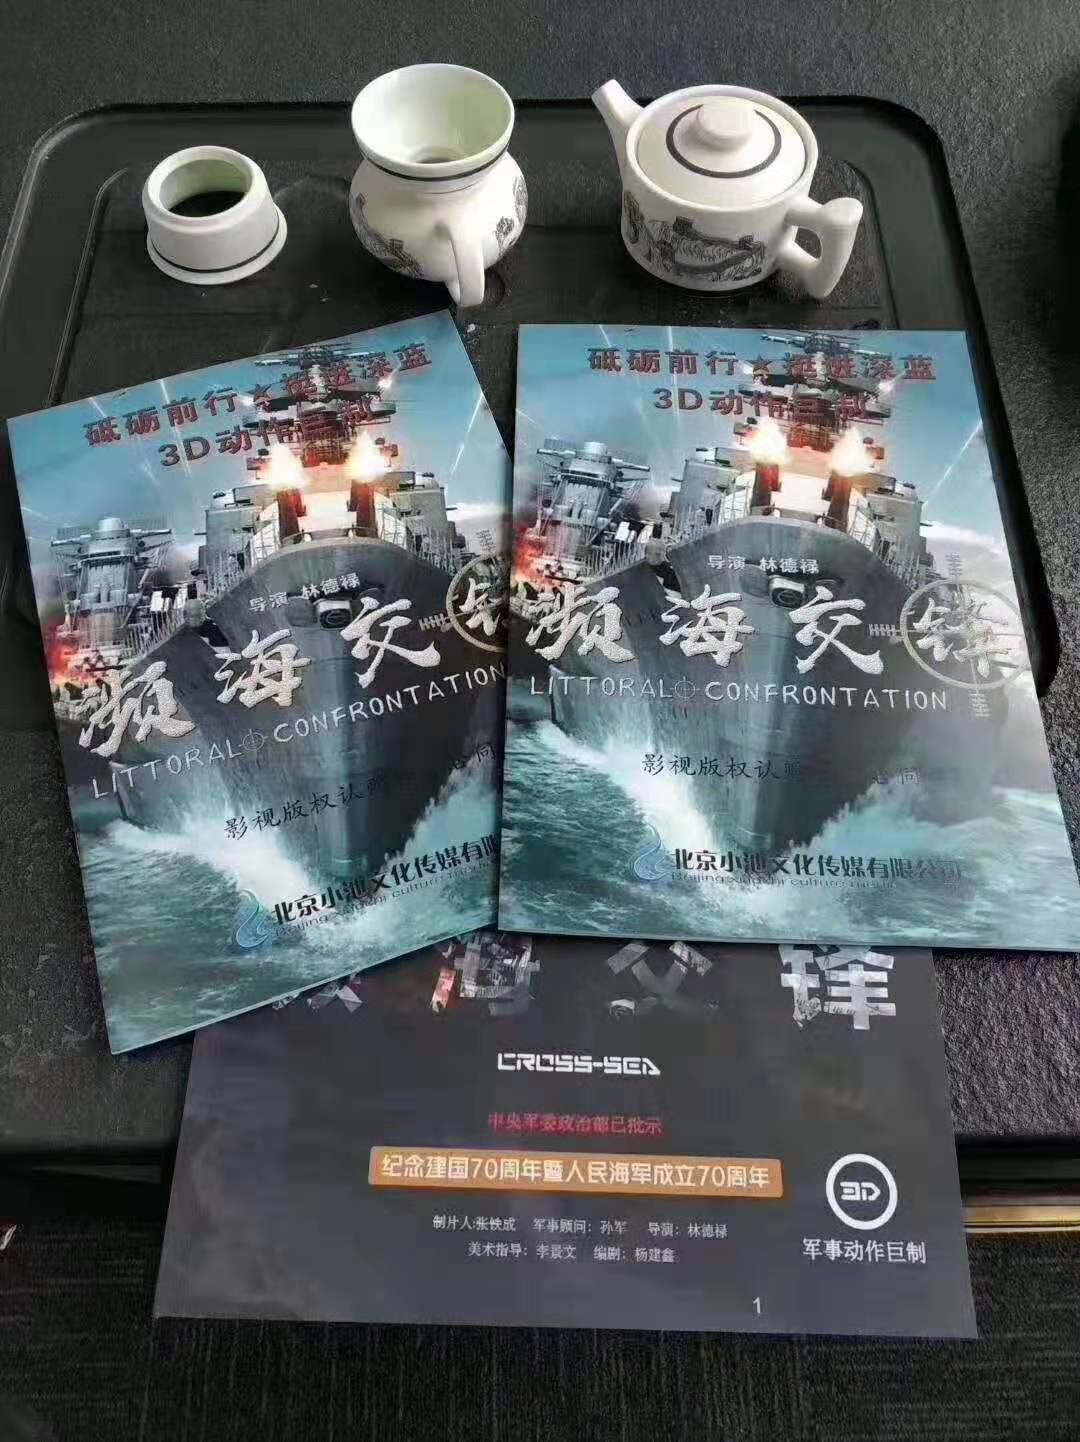 砥砺前行★挺进深蓝
3D动作巨制
导演 林德禄
濒海交锋
LITTORAL CONFRONTATION
影视版权认购
北京小池文化传媒有限
砥砺前行★挺进深蓝
3D动作巨制
导演 林德禄
濒海交锋
LITTORAL CONFRONTATION
影视版权认购
北京小池文化传媒有限公司
海交锋
CROSS-SEA
中央军委政治部已批示
纪念建国70周年暨人民海军成立70周年
制片人:张铁成 军事顾问：孙军 导演：林德禄
美术指导：李景文 编剧：杨建鑫
3D
军事动作巨制
1